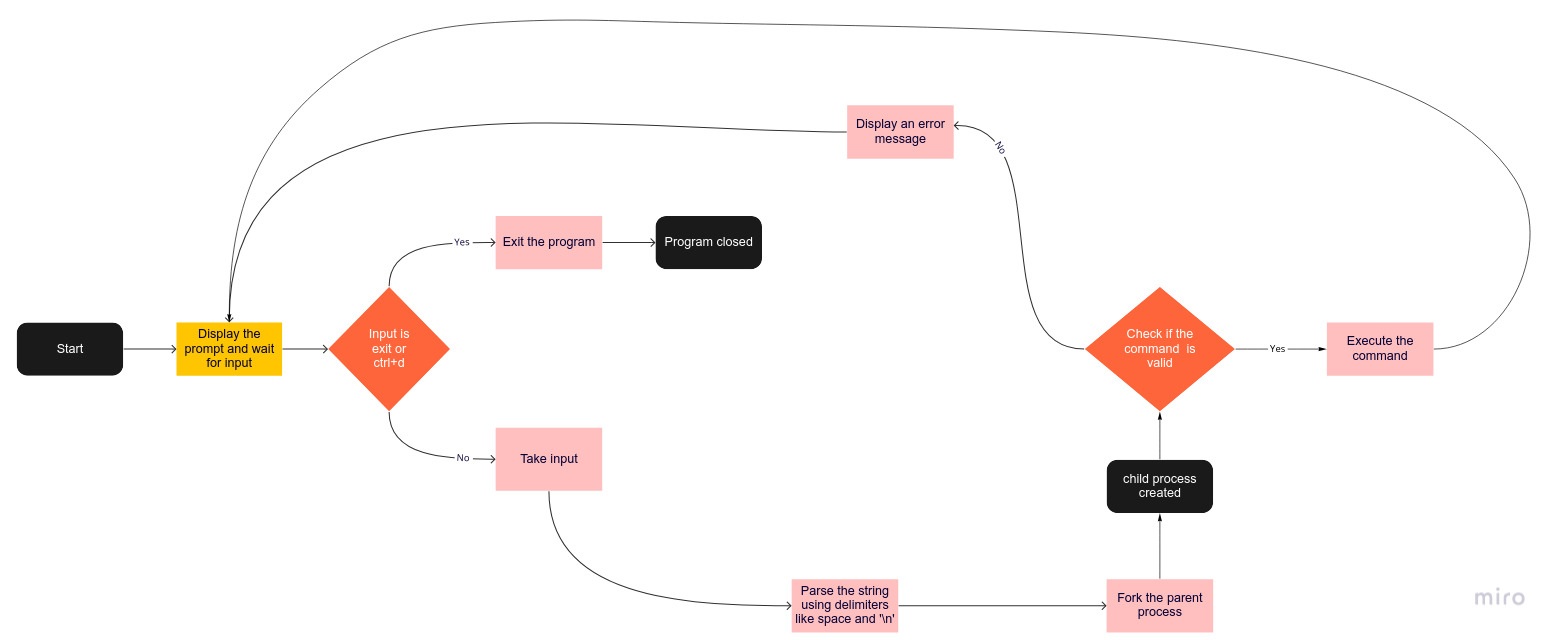 Start
Display the
prompt and wait
for input
Input is
exit or
ctrl+d
Yes
Exit the program
Program closed
No
Take input
Parse the string
using delimiters
like space and '\n'
Fork the parent
process
child process
created
Check if the
command is
valid
No
Display an error
message
Yes
Execute the
command
miro